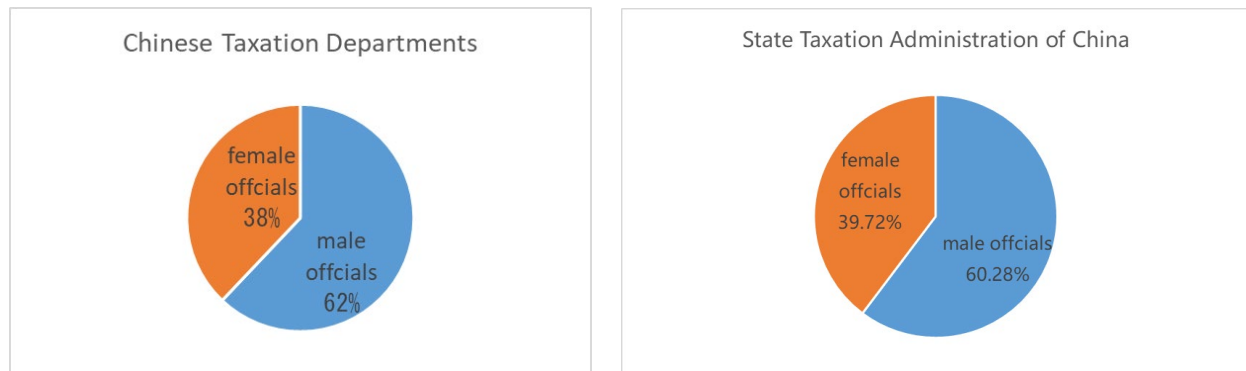 Chinese Taxation Departments
female
offcials
38%
male
offcials
62%
State Taxation Administration of China
female
offcials
39.72%
male offcials
60.28%